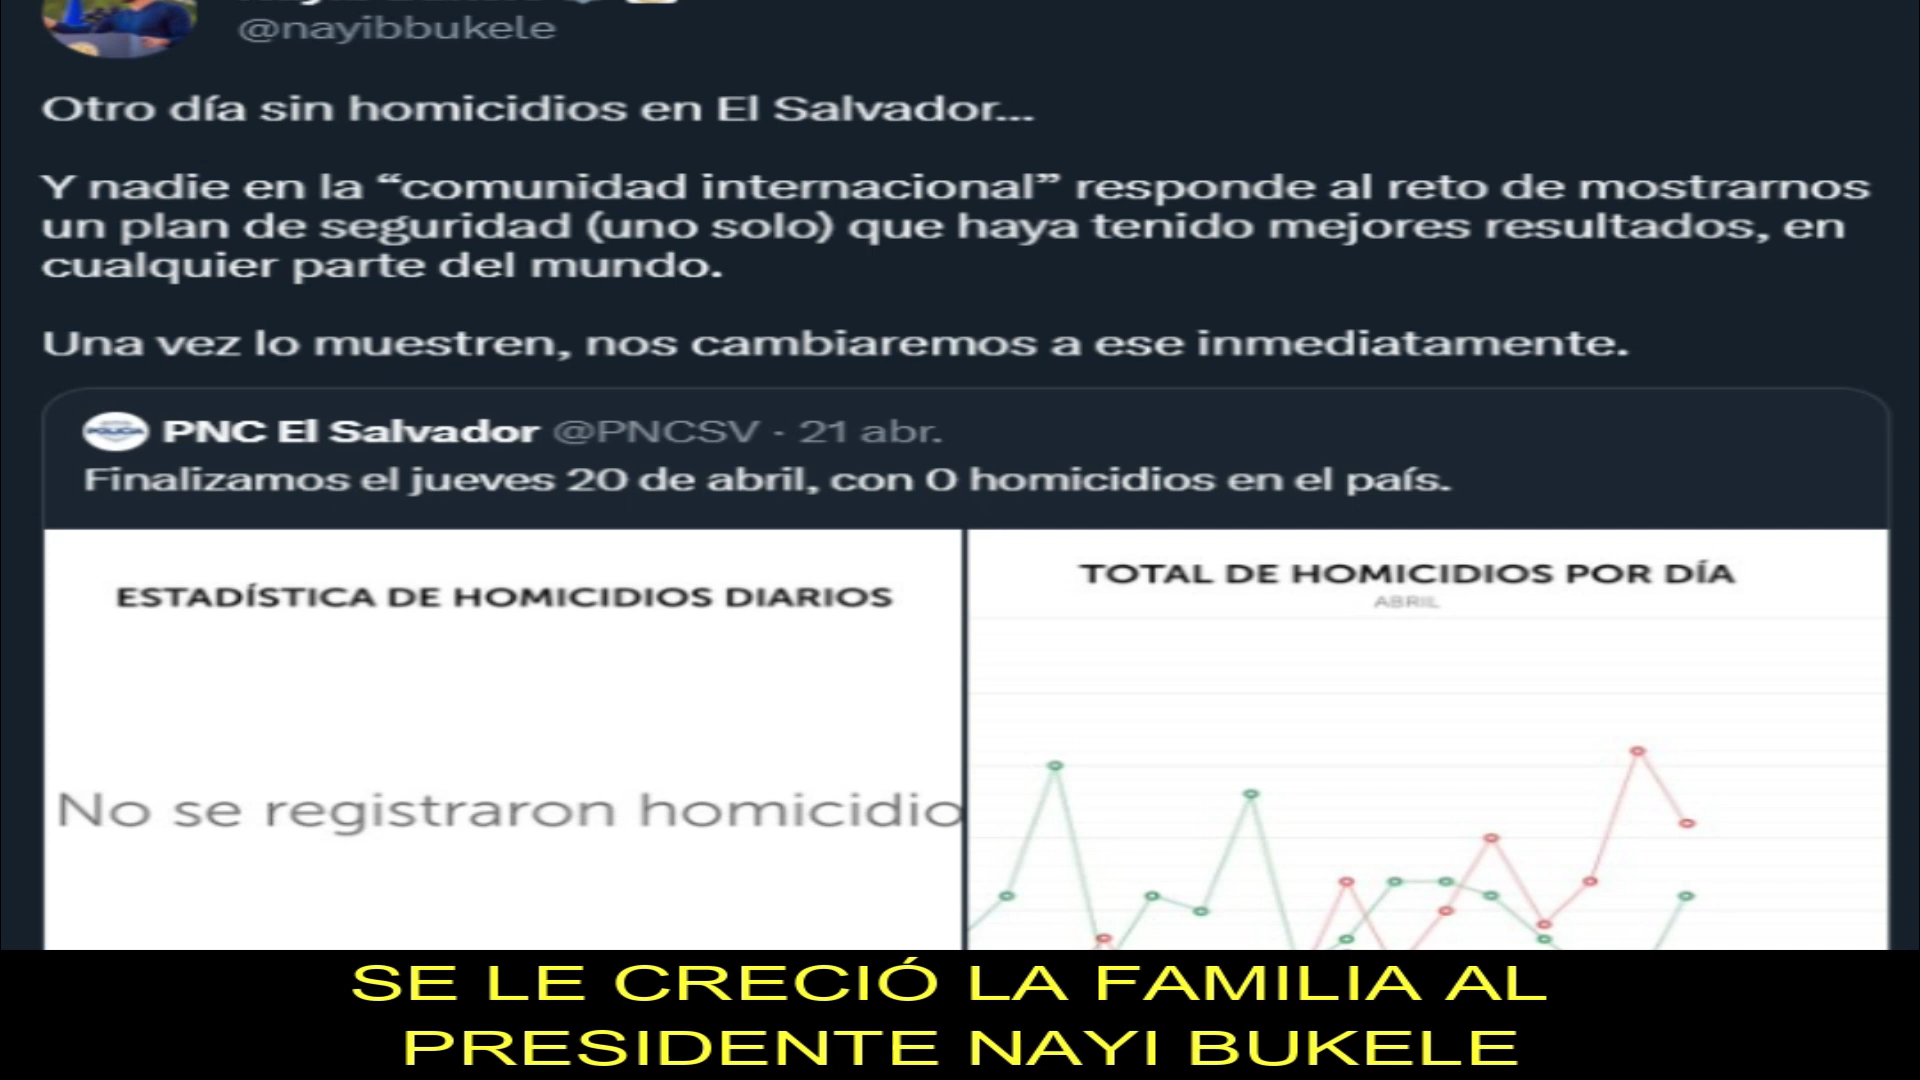 @nayibbukele
Otro día sin homicidios en El Salvador...
Y nadie en la “comunidad internacional” responde al reto de mostrarnos
un plan de seguridad (uno solo) que haya tenido mejores resultados, en
cualquier parte del mundo.
Una vez lo muestren, nos cambiaremos a ese inmediatamente.
PNC El Salvador @PNCSV · 21 abr.
Finalizamos el jueves 20 de abril, con 0 homicidios en el país.
ESTADÍSTICA DE HOMICIDIOS DIARIOS
No se registraron homicidio
TOTAL DE HOMICIDIOS POR DÍA
ABRIL
SE LE CRECIÓ LA FAMILIA AL
PRESIDENTE NAYI BUKELE